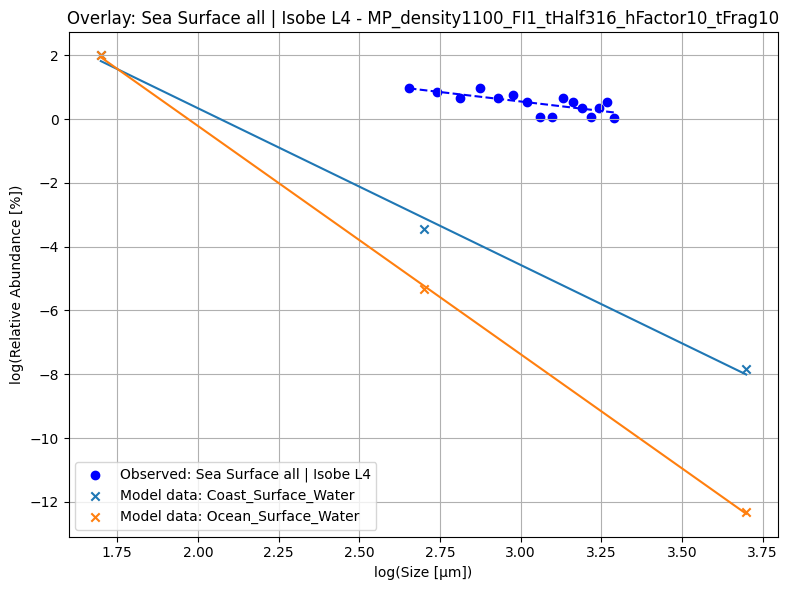 Overlay: Sea Surface all | Isobe L4 - MP_density1100_FI1_tHalf316_hFactor10_tFrag10
log(Relative Abundance [%])
2
0
−2
−4
−6
−8
−10
−12
Observed: Sea Surface all | Isobe L4
Model data: Coast_Surface_Water
Model data: Ocean_Surface_Water
1.75 2.00 2.25 2.50 2.75 3.00 3.25 3.50 3.75
log(Size [μm])